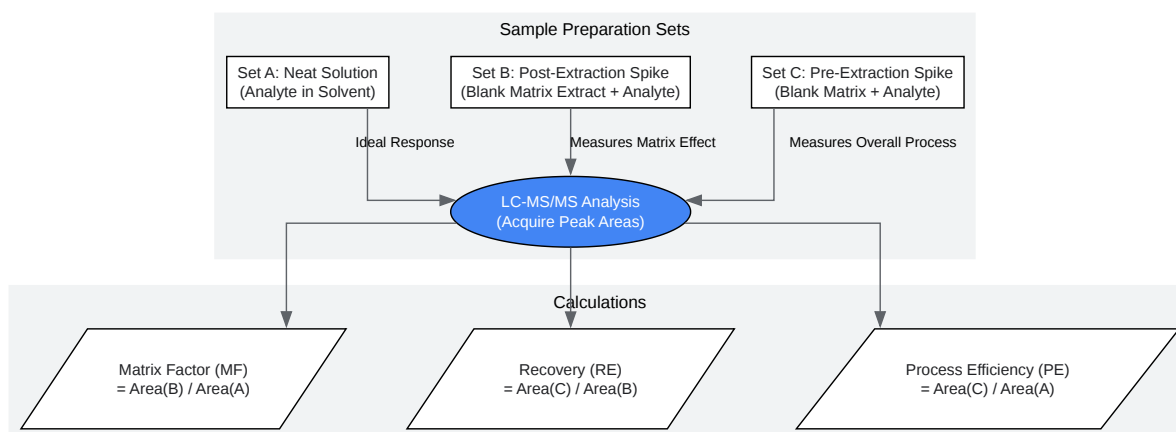 Sample Preparation Sets
Set A: Neat Solution
(Analyte in Solvent)
Set B: Post-Extraction Spike
(Blank Matrix Extract + Analyte)
Set C: Pre-Extraction Spike
(Blank Matrix + Analyte)
Ideal Response
Measures Matrix Effect
Measures Overall Process
LC-MS/MS Analysis
(Acquire Peak Areas)
Calculations
Matrix Factor (MF)
= Area(B) / Area(A)
Recovery (RE)
= Area(C) / Area(B)
Process Efficiency (PE)
= Area(C) / Area(A)